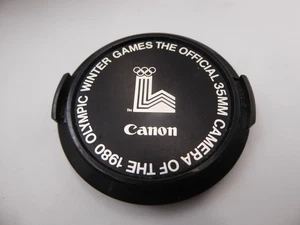 THE OFFICIAL 35MM CAMERA OF THE 1980 OLYMPIC WINTER GAMES
Canon